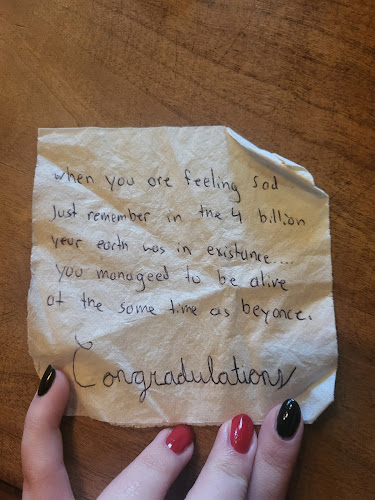 when you are feeling sad
Just remember in the 4 billion
year earth was in existance....
you manageed to be alive
at the same time as beyonce.
Congradulations